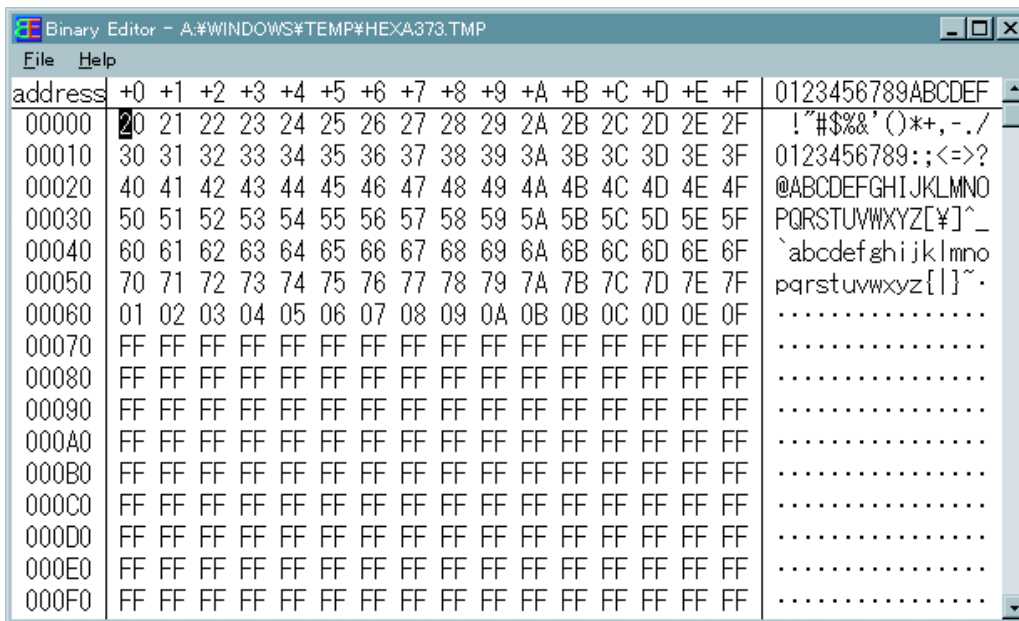 Binary Editor - A:¥WINDOWS¥TEMP¥HEXA373.TMP
File Help
address +0 +1 +2 +3 +4 +5 +6 +7 +8 +9 +A +B +C +D +E +F 0123456789ABCDEF
00000 20 21 22 23 24 25 26 27 28 29 2A 2B 2C 2D 2E 2F !"#$%&'()*+,-./
00010 30 31 32 33 34 35 36 37 38 39 3A 3B 3C 3D 3E 3F 0123456789:;<=>?
00020 40 41 42 43 44 45 46 47 48 49 4A 4B 4C 4D 4E 4F @ABCDEFGHIJKLMNO
00030 50 51 52 53 54 55 56 57 58 59 5A 5B 5C 5D 5E 5F PQRSTUVWXYZ[¥]^_
00040 60 61 62 63 64 65 66 67 68 69 6A 6B 6C 6D 6E 6F `abcdefghijklmno
00050 70 71 72 73 74 75 76 77 78 79 7A 7B 7C 7D 7E 7F pqrstuvwxyz{|}~·
00060 01 02 03 04 05 06 07 08 09 0A 0B 0B 0C 0D 0E 0F ················
00070 FF FF FF FF FF FF FF FF FF FF FF FF FF FF FF FF ················
00080 FF FF FF FF FF FF FF FF FF FF FF FF FF FF FF FF ················
00090 FF FF FF FF FF FF FF FF FF FF FF FF FF FF FF FF ················
000A0 FF FF FF FF FF FF FF FF FF FF FF FF FF FF FF FF ················
000B0 FF FF FF FF FF FF FF FF FF FF FF FF FF FF FF FF ················
000C0 FF FF FF FF FF FF FF FF FF FF FF FF FF FF FF FF ················
000D0 FF FF FF FF FF FF FF FF FF FF FF FF FF FF FF FF ················
000E0 FF FF FF FF FF FF FF FF FF FF FF FF FF FF FF FF ················
000F0 FF FF FF FF FF FF FF FF FF FF FF FF FF FF FF FF ················